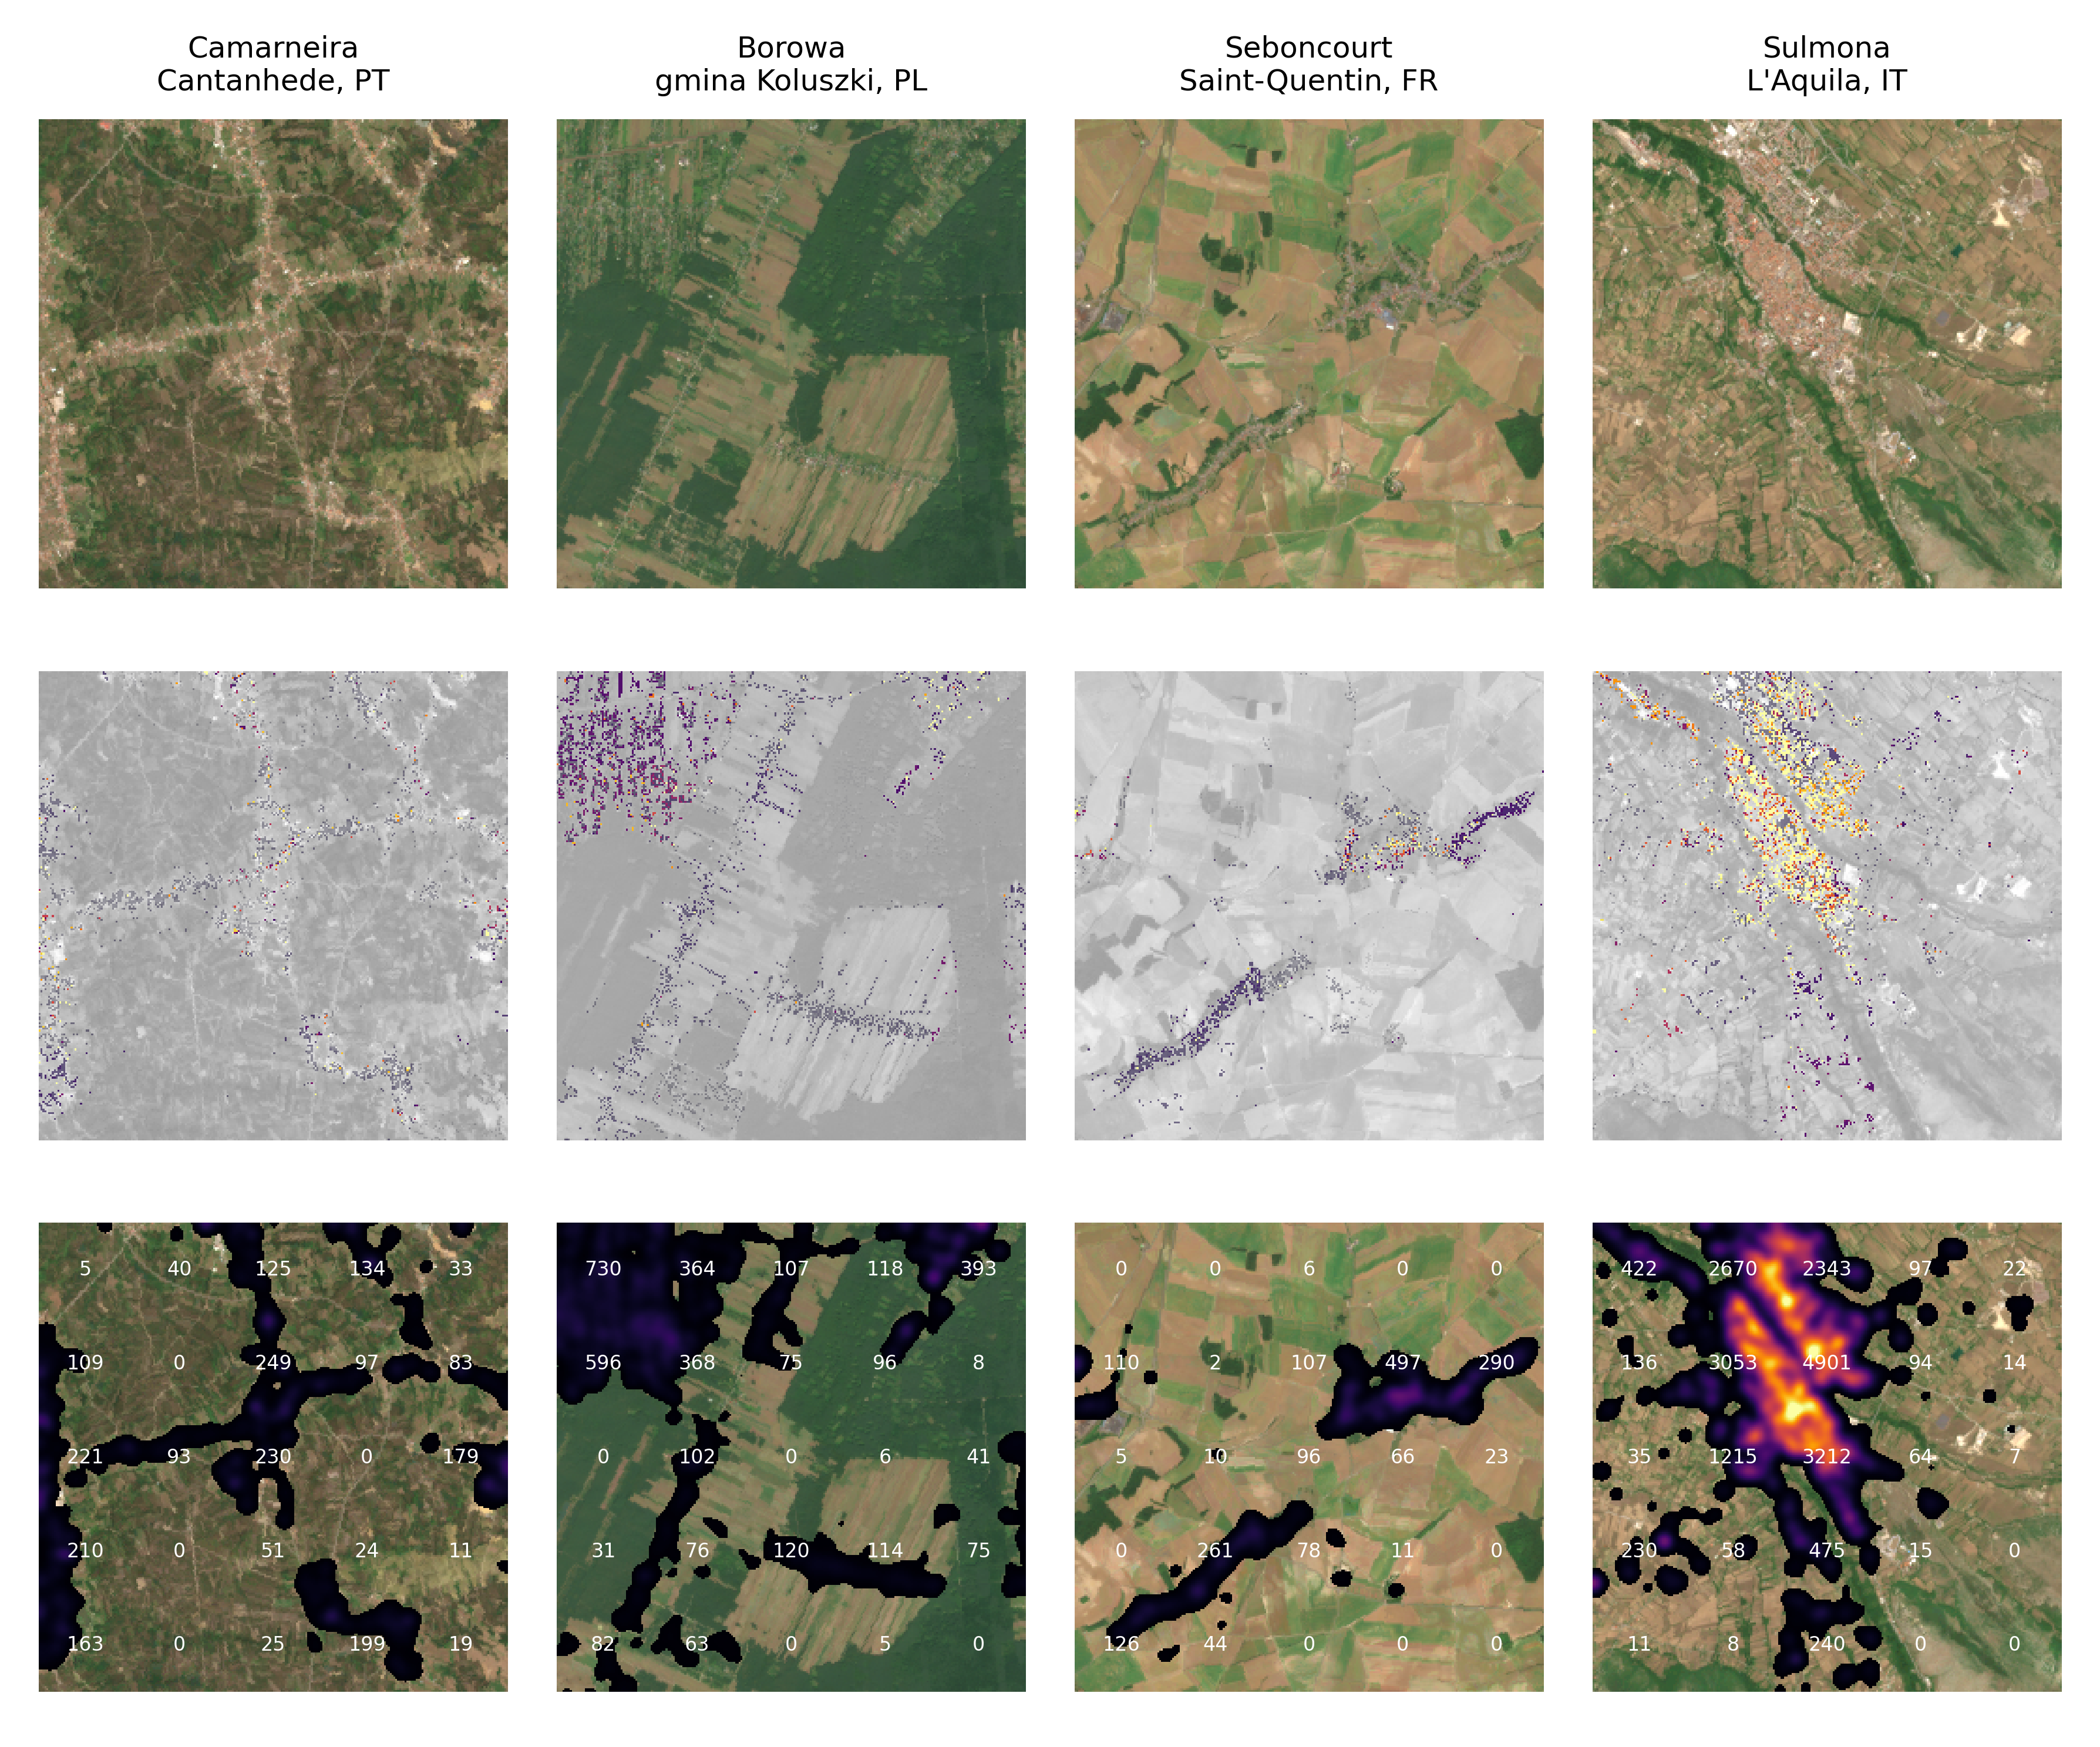 Camarneira
Cantanhede, PT
Borowa
gmina Koluszki, PL
Seboncourt
Saint-Quentin, FR
Sulmona
L'Aquila, IT
5 40 125 134 33
109 0 249 97 83
221 93 230 0 179
210 0 51 24 11
163 0 25 199 19
730 364 107 118 393
596 368 75 96 8
0 102 0 6 41
31 76 120 114 75
82 63 0 5 0
0 0 6 0 0
110 2 107 497 290
5 10 96 66 23
0 261 78 11 0
126 44 0 0 0
422 2670 2343 97 22
136 3053 4901 94 14
35 1215 3212 64 7
230 58 475 15 0
11 8 240 0 0